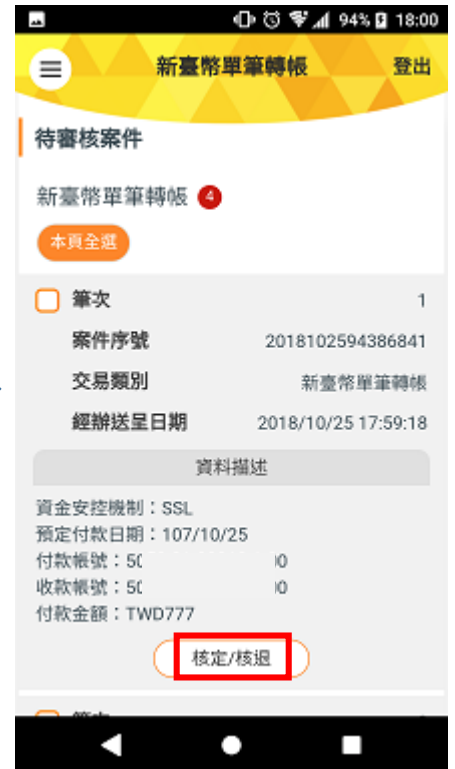 94% 18:00
新臺幣單筆轉帳 登出
待審核案件
新臺幣單筆轉帳 4
本頁全選
筆次 1
案件序號 2018102594386841
交易類別 新臺幣單筆轉帳
經辦送呈日期 2018/10/25 17:59:18
資料描述
資金安控機制：SSL
預定付款日期：107/10/25
付款帳號：50 00
收款帳號：50 00
付款金額：TWD777
核定/核退